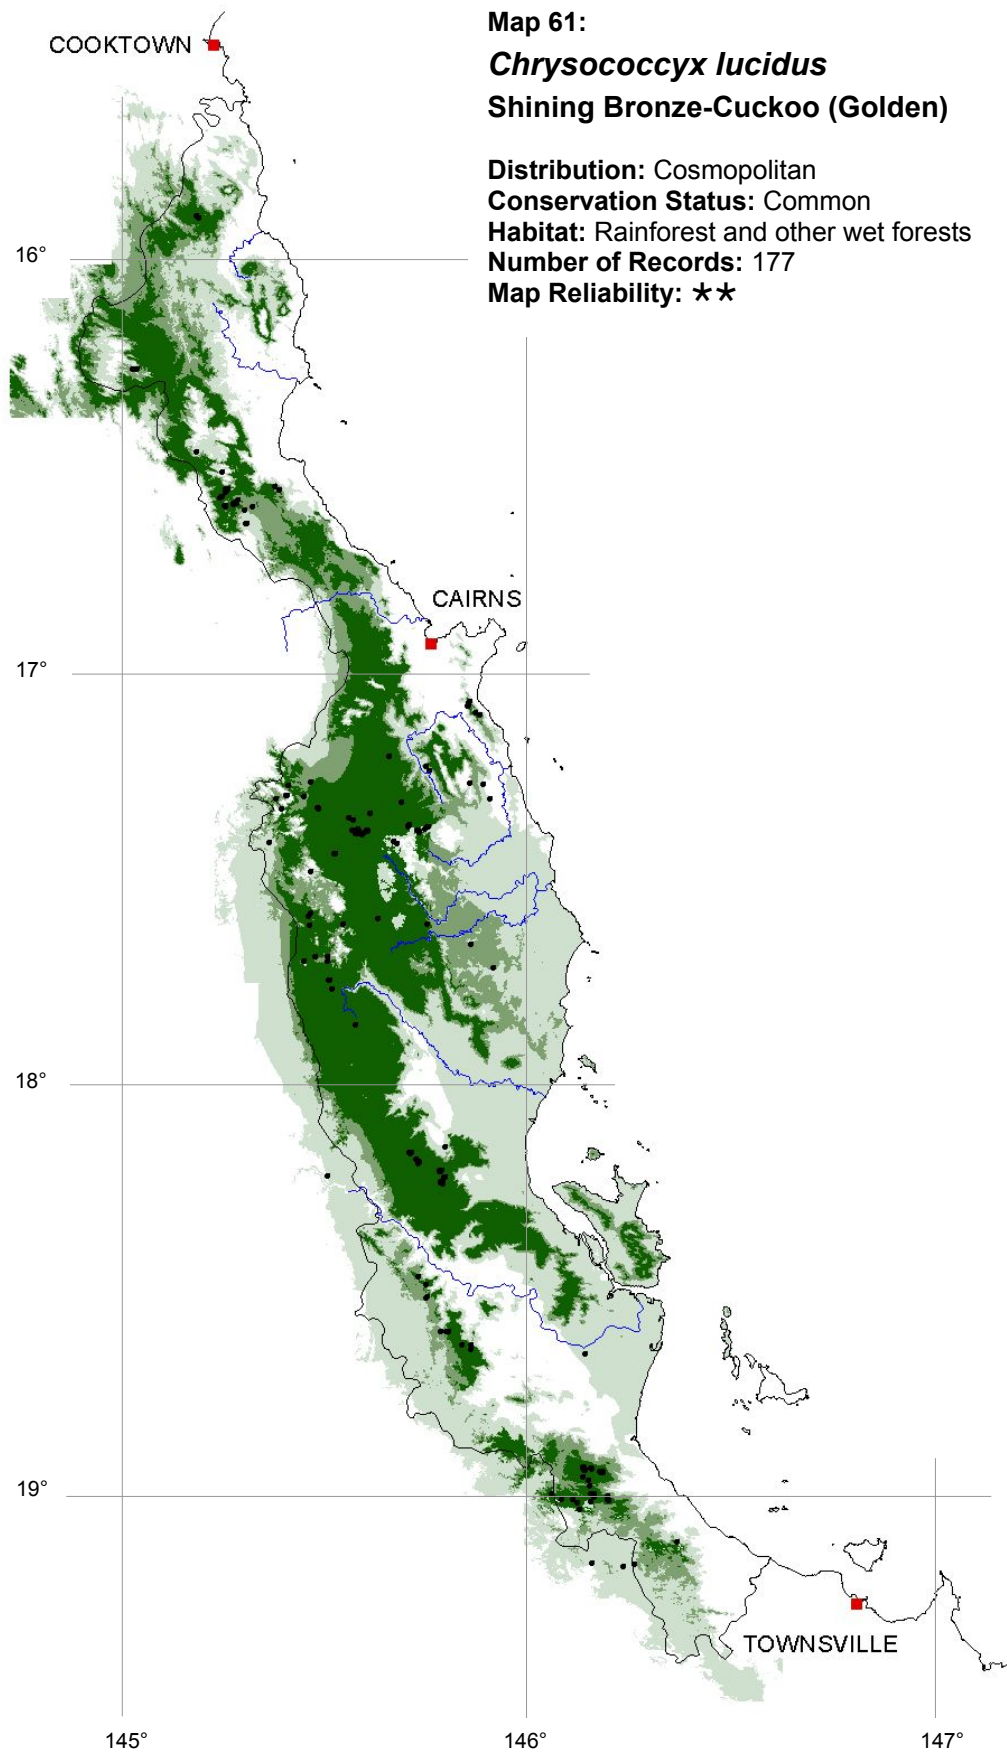 Map 61:
COOKTOWN
Chrysococcyx lucidus
Shining Bronze-Cuckoo (Golden)
Distribution: Cosmopolitan
Conservation Status: Common
Habitat: Rainforest and other wet forests
16°
Number of Records: 177
Map Reliability: **
CAIRNS
17°
18°
19°
TOWNSVILLE
145°
146°
147°